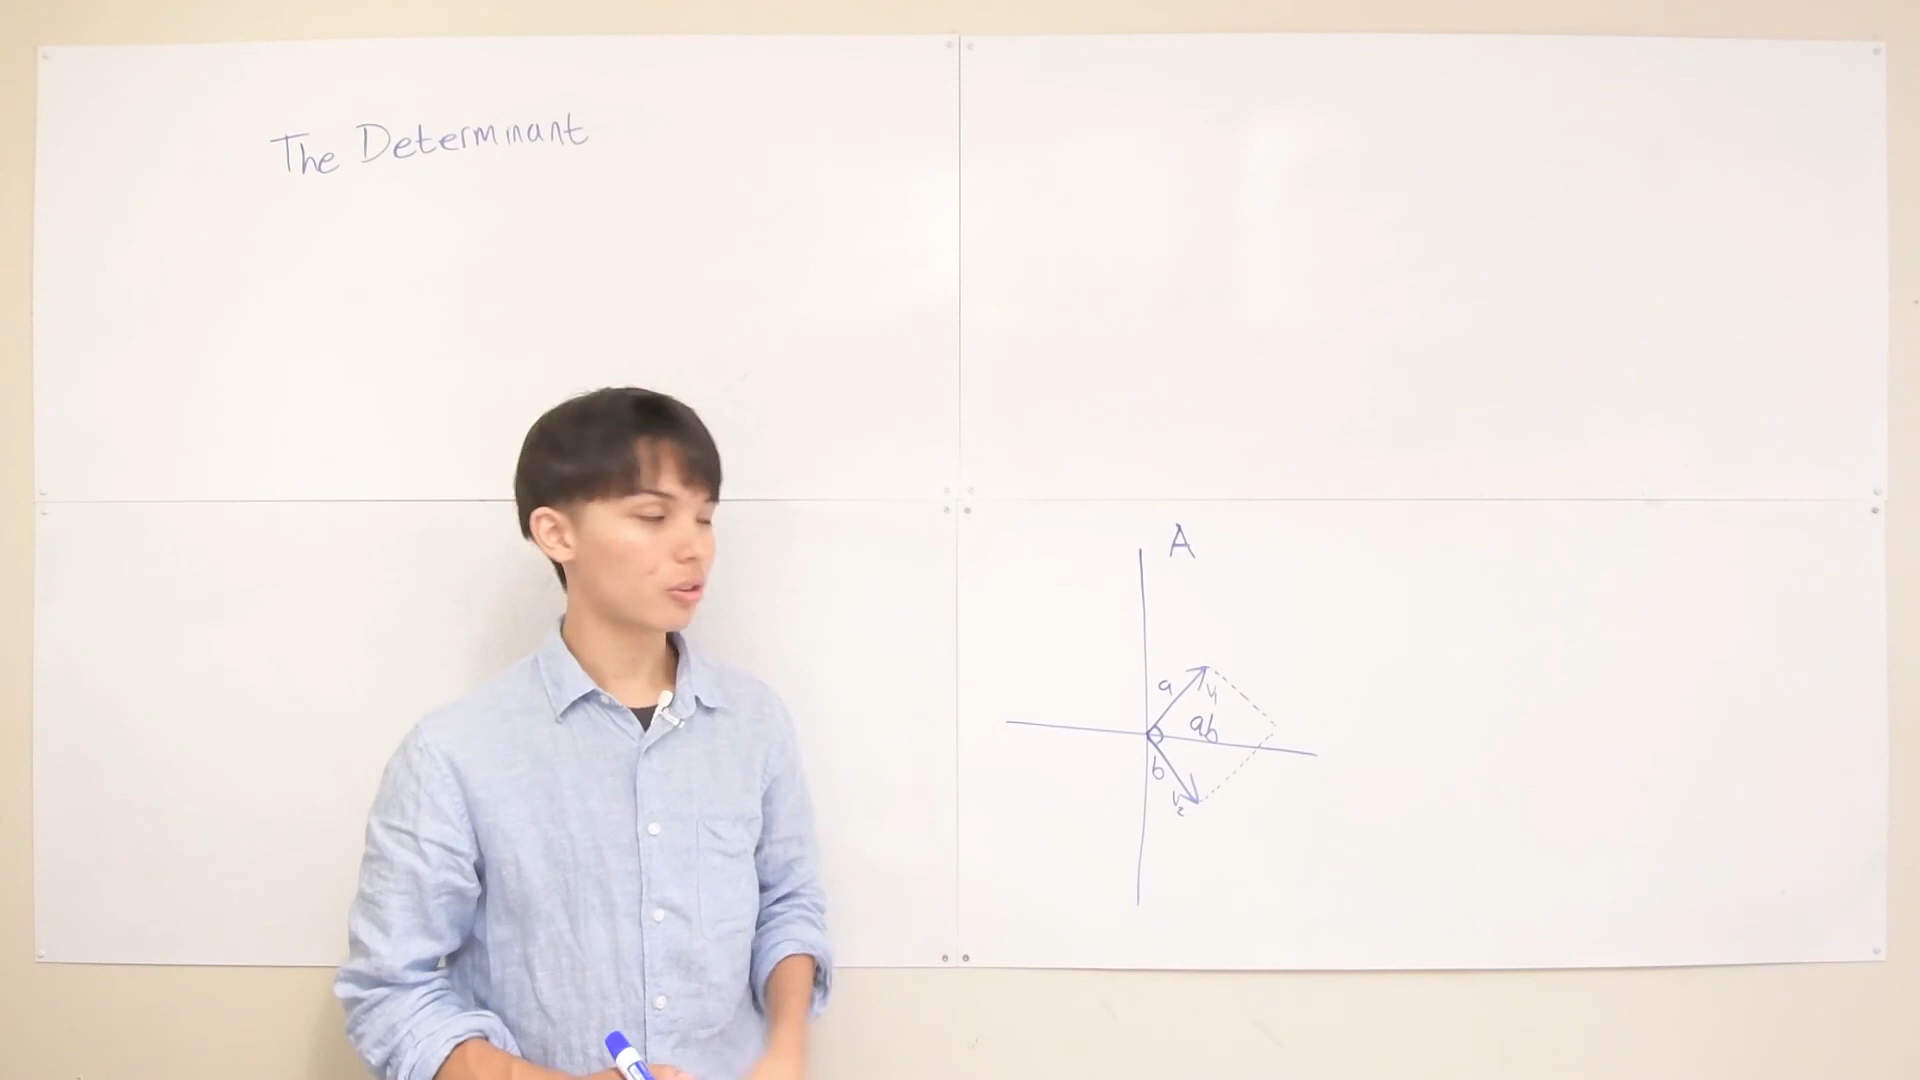 The Determinant
A
a
v₁
ab
b
v₂